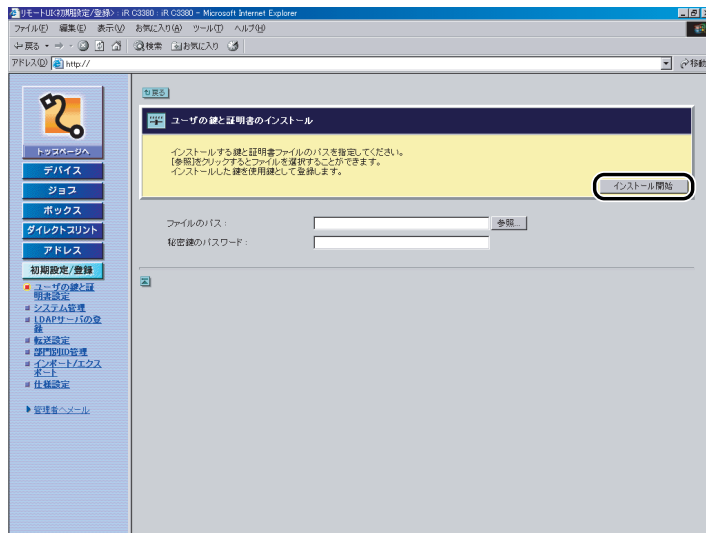 リモートUI<初期設定/登録> : iR C3380 : iR C3380 - Microsoft Internet Explorer
ファイル(F) 編集(E) 表示(V) お気に入り(A) ツール(T) ヘルプ(H)
戻る 検索 お気に入り
アドレス(D) http:// 移動
戻る
トップページへ
デバイス
ジョブ
ボックス
ダイレクトプリント
アドレス
初期設定/登録
ユーザの鍵と証
明書設定
システム管理
LDAPサーバの登
録
転送設定
部門別ID管理
インポート/エクス
ポート
仕様設定
管理者へメール
ユーザの鍵と証明書のインストール
インストールする鍵と証明書ファイルのパスを指定してください。
[参照]をクリックするとファイルを選択することができます。
インストールした鍵を使用鍵として登録します。
インストール開始
ファイルのパス : 参照...
秘密鍵のパスワード :